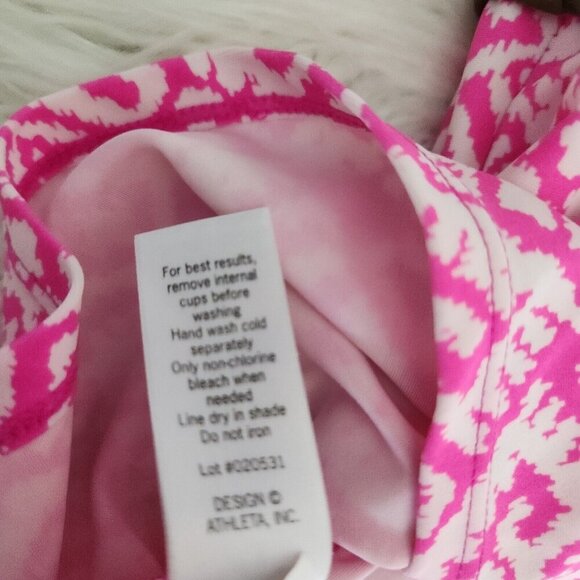 For best results,
remove internal
cups before
washing
Hand wash cold
separately
Only non-chlorine
bleach when
needed
Line dry in shade
Do not iron
Lot #020531
DESIGN ©
ATHLETA, INC.